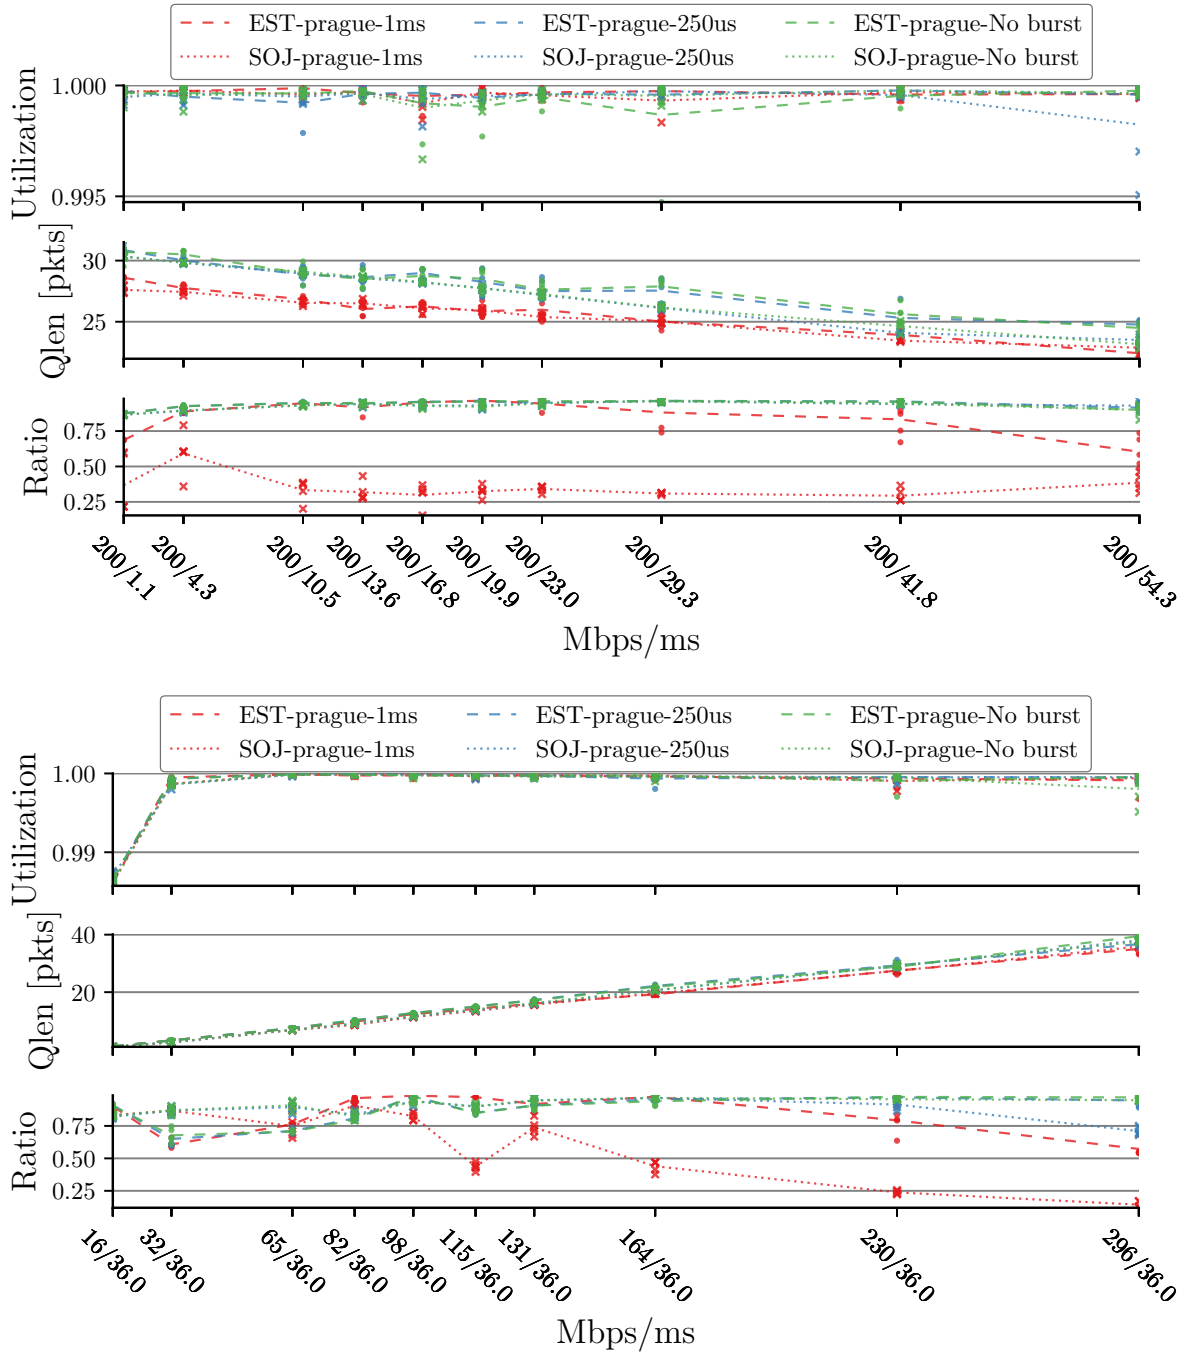 EST-prague-1ms EST-prague-250us EST-prague-No burst
SOJ-prague-1ms SOJ-prague-250us SOJ-prague-No burst
Utilization
1.000
0.995
Qlen [pkts]
30
25
Ratio
0.75
0.50
0.25
200/1.1 200/4.3 200/10.5 200/13.6 200/16.8 200/19.9 200/23.0 200/29.3 200/41.8 200/54.3
Mbps/ms
EST-prague-1ms EST-prague-250us EST-prague-No burst
SOJ-prague-1ms SOJ-prague-250us SOJ-prague-No burst
Utilization
1.00
0.99
Qlen [pkts]
40
20
Ratio
0.75
0.50
0.25
16/36.0 32/36.0 65/36.0 82/36.0 98/36.0 115/36.0 131/36.0 164/36.0 230/36.0 296/36.0
Mbps/ms